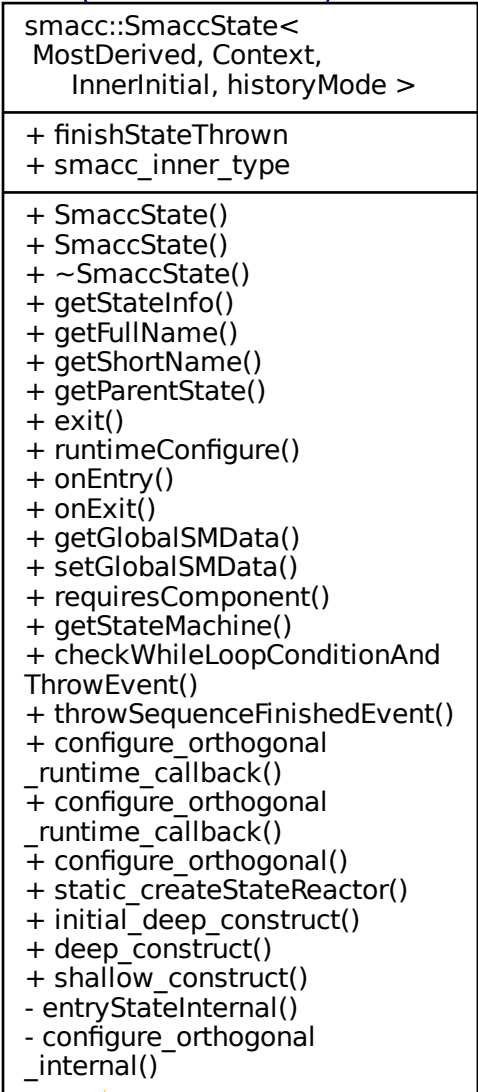 smacc::SmaccState<
MostDerived, Context,
InnerInitial, historyMode >
+ finishStateThrown
+ smacc_inner_type
+ SmaccState()
+ SmaccState()
+ ~SmaccState()
+ getStateInfo()
+ getFullName()
+ getShortName()
+ getParentState()
+ exit()
+ runtimeConfigure()
+ onEntry()
+ onExit()
+ getGlobalSMData()
+ setGlobalSMData()
+ requiresComponent()
+ getStateMachine()
+ checkWhileLoopConditionAnd
ThrowEvent()
+ throwSequenceFinishedEvent()
+ configure_orthogonal
_runtime_callback()
+ configure_orthogonal
_runtime_callback()
+ configure_orthogonal()
+ static_createStateReactor()
+ initial_deep_construct()
+ deep_construct()
+ shallow_construct()
- entryStateInternal()
- configure_orthogonal
_internal()